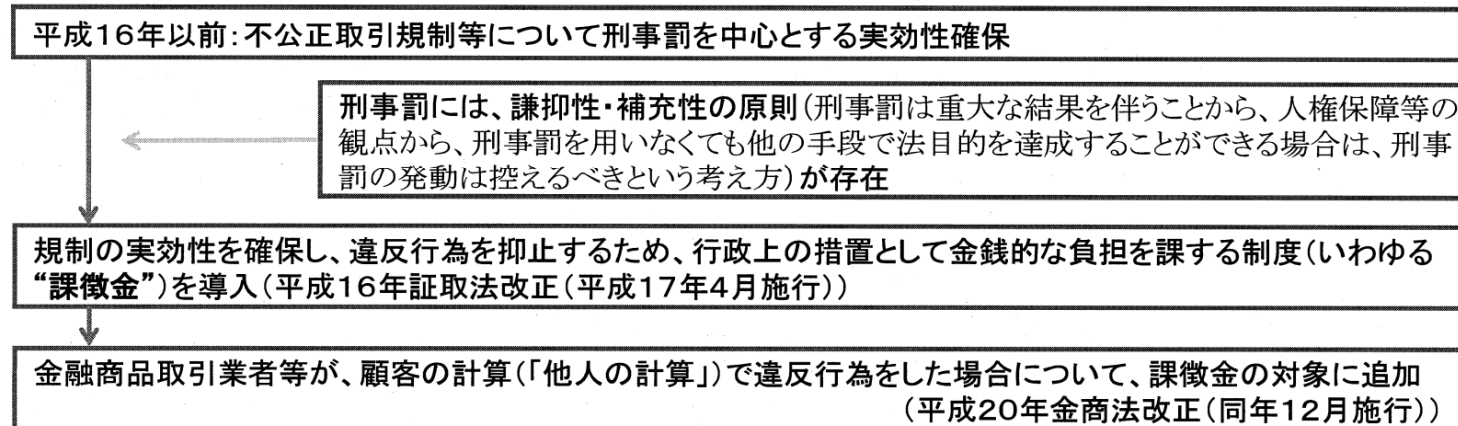 平成16年以前：不公正取引規制等について刑事罰を中心とする実効性確保
刑事罰には、謙抑性・補充性の原則（刑事罰は重大な結果を伴うことから、人権保障等の
観点から、刑事罰を用いなくても他の手段で法目的を達成することができる場合は、刑事
罰の発動は控えるべきという考え方）が存在
規制の実効性を確保し、違反行為を抑止するため、行政上の措置として金銭的な負担を課する制度（いわゆる
“課徴金”）を導入（平成16年証取法改正（平成17年4月施行））
金融商品取引業者等が、顧客の計算（「他人の計算」）で違反行為をした場合について、課徴金の対象に追加
（平成20年金商法改正（同年12月施行））